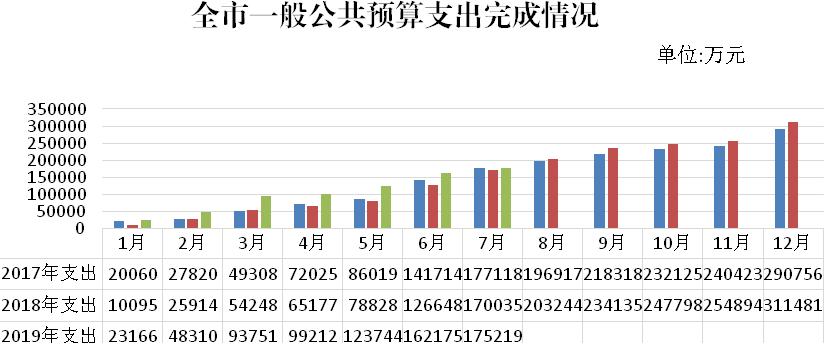 全市一般公共预算支出完成情况
单位:万元
350000
300000
250000
200000
150000
100000
50000
0
1月 2月 3月 4月 5月 6月 7月 8月 9月 10月 11月 12月
2017年支出 20060 27820 49308 72025 86019 141714 177118 196917 218318 232125 240423 290756
2018年支出 10095 25914 54248 65177 78828 126648 170035 203244 234135 247798 254894 311481
2019年支出 23166 48310 93751 99212 123744 162175 175219